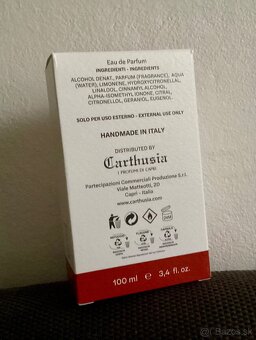 Eau de Parfum
INGREDIENTI - INGREDIENTS
ALCOHOL DENAT., PARFUM (FRAGRANCE), AQUA
(WATER), LIMONENE, HYDROXYCITRONELLAL,
LINALOOL, CINNAMYL ALCOHOL,
ALPHA-ISOMETHYL IONONE, CITRAL,
CITRONELLOL, GERANIOL, EUGENOL.
SOLO PER USO ESTERNO - EXTERNAL USE ONLY
HANDMADE IN ITALY
DISTRIBUTED BY
Carthusia
I PROFUMI DI CAPRI
Partecipazioni Commerciali Produzione S.r.l.
Viale Matteotti, 2D
Capri - Italia
www.carthusia.com
100 ml e 3,4 fl. oz.
bazos.sk